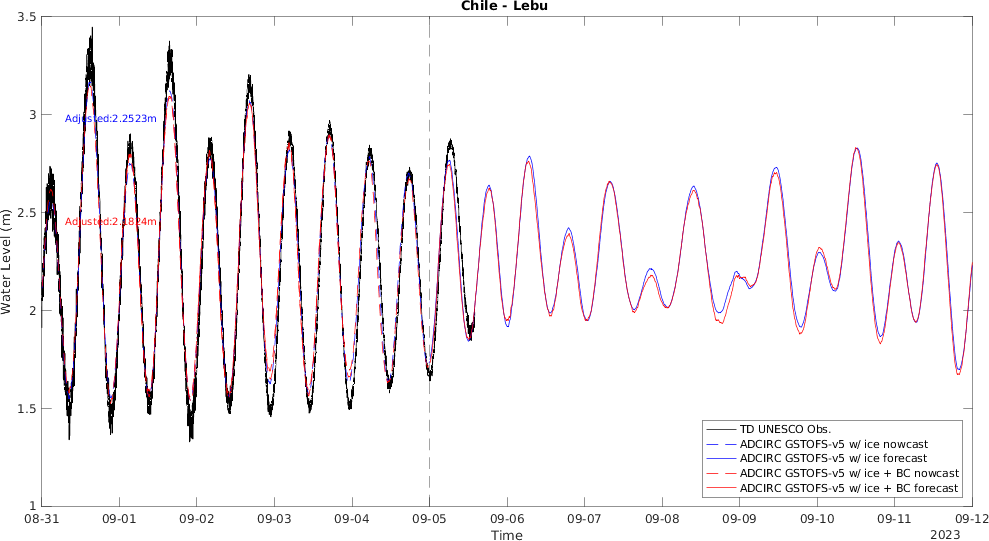 Chile - Lebu
3.5
3
2.5
2
1.5
1
Water Level (m)
Adjusted:2.2523m
Adjusted:2.1824m
TD UNESCO Obs.
ADCIRC GSTOFS-v5 w/ ice nowcast
ADCIRC GSTOFS-v5 w/ ice forecast
ADCIRC GSTOFS-v5 w/ ice + BC nowcast
ADCIRC GSTOFS-v5 w/ ice + BC forecast
08-31 09-01 09-02 09-03 09-04 09-05 09-06 09-07 09-08 09-09 09-10 09-11 09-12
Time
2023